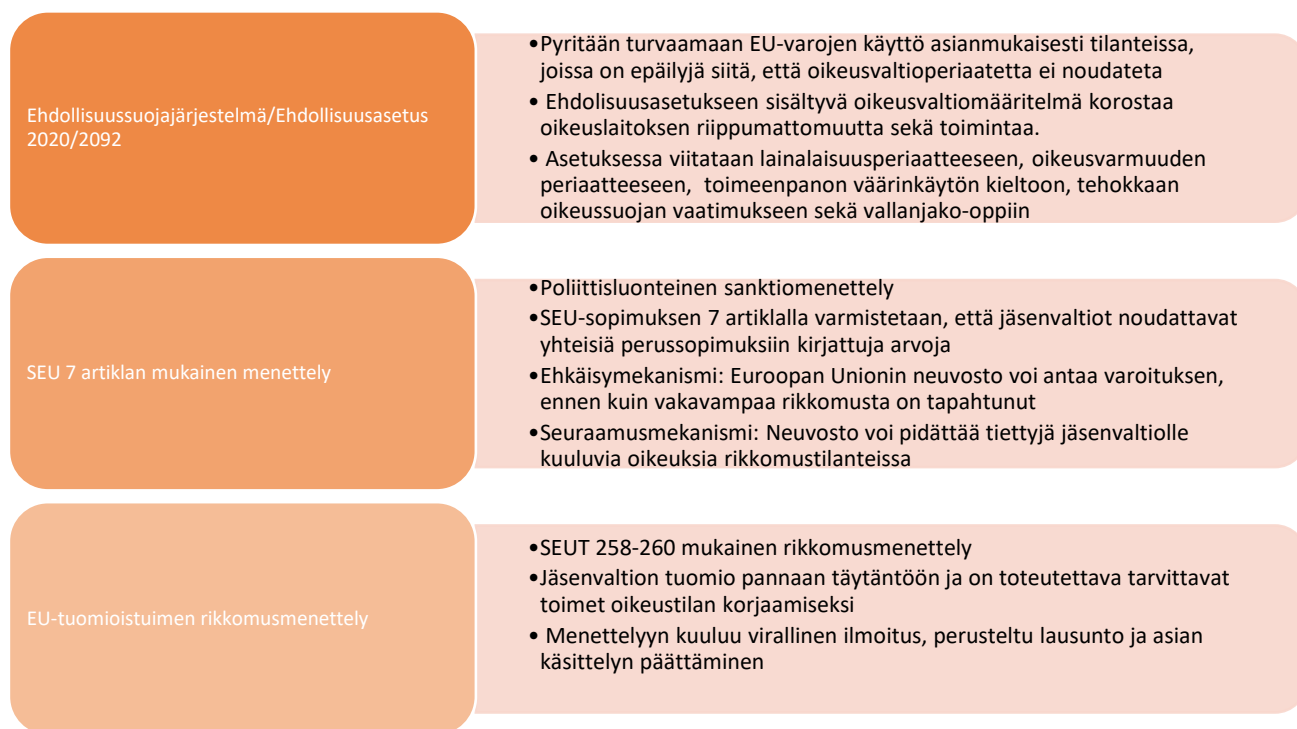 Ehdollisuussuojajärjestelmä/Ehdollisuusasetus
2020/2092
•Pyritään turvaamaan EU-varojen käyttö asianmukaisesti tilanteissa,
joissa on epäilyjä siitä, että oikeusvaltioperiaatetta ei noudateta
• Ehdolisuusasetukseen sisältyvä oikeusvaltiomääritelmä korostaa
oikeuslaitoksen riippumattomuutta sekä toimintaa.
• Asetuksessa viitataan lainalaisuusperiaatteeseen, oikeusvarmuuden
periaatteeseen, toimeenpanon väärinkäytön kieltoon, tehokkaan
oikeussuojan vaatimukseen sekä vallanjako-oppiin
SEU 7 artiklan mukainen menettely
•Poliittisluonteinen sanktiomenettely
•SEU-sopimuksen 7 artiklalla varmistetaan, että jäsenvaltiot noudattavat
yhteisiä perussopimuksiin kirjattuja arvoja
•Ehkäisymekanismi: Euroopan Unionin neuvosto voi antaa varoituksen,
ennen kuin vakavampaa rikkomusta on tapahtunut
•Seuraamusmekanismi: Neuvosto voi pidättää tiettyjä jäsenvaltiolle
kuuluvia oikeuksia rikkomustilanteissa
EU-tuomioistuimen rikkomusmenettely
•SEUT 258-260 mukainen rikkomusmenettely
•Jäsenvaltion tuomio pannaan täytäntöön ja on toteutettava tarvittavat
toimet oikeustilan korjaamiseksi
• Menettelyyn kuuluu virallinen ilmoitus, perusteltu lausunto ja asian
käsittelyn päättäminen